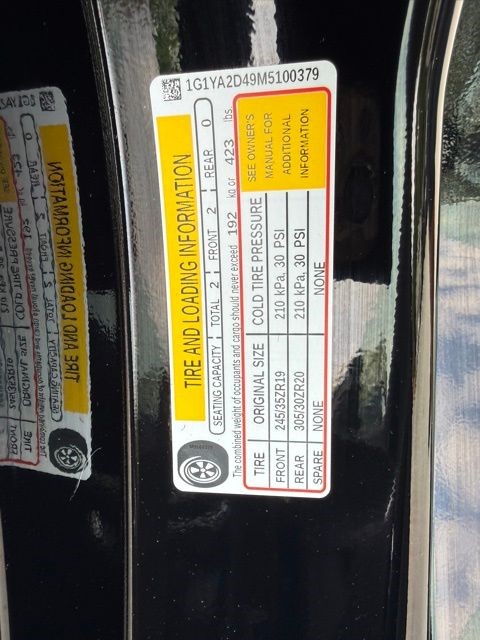 1G1YA2D49M5100379
TIRE AND LOADING INFORMATION
SEATING CAPACITY TOTAL 2 FRONT 2 REAR 0
The combined weight of occupants and cargo should never exceed 192 kg or 423 lbs.
TIRE ORIGINAL SIZE COLD TIRE PRESSURE
FRONT 245/35ZR19 210 kPa, 30 PSI
REAR 305/30ZR20 210 kPa, 30 PSI
SPARE NONE NONE
SEE OWNER'S
MANUAL FOR
ADDITIONAL
INFORMATION